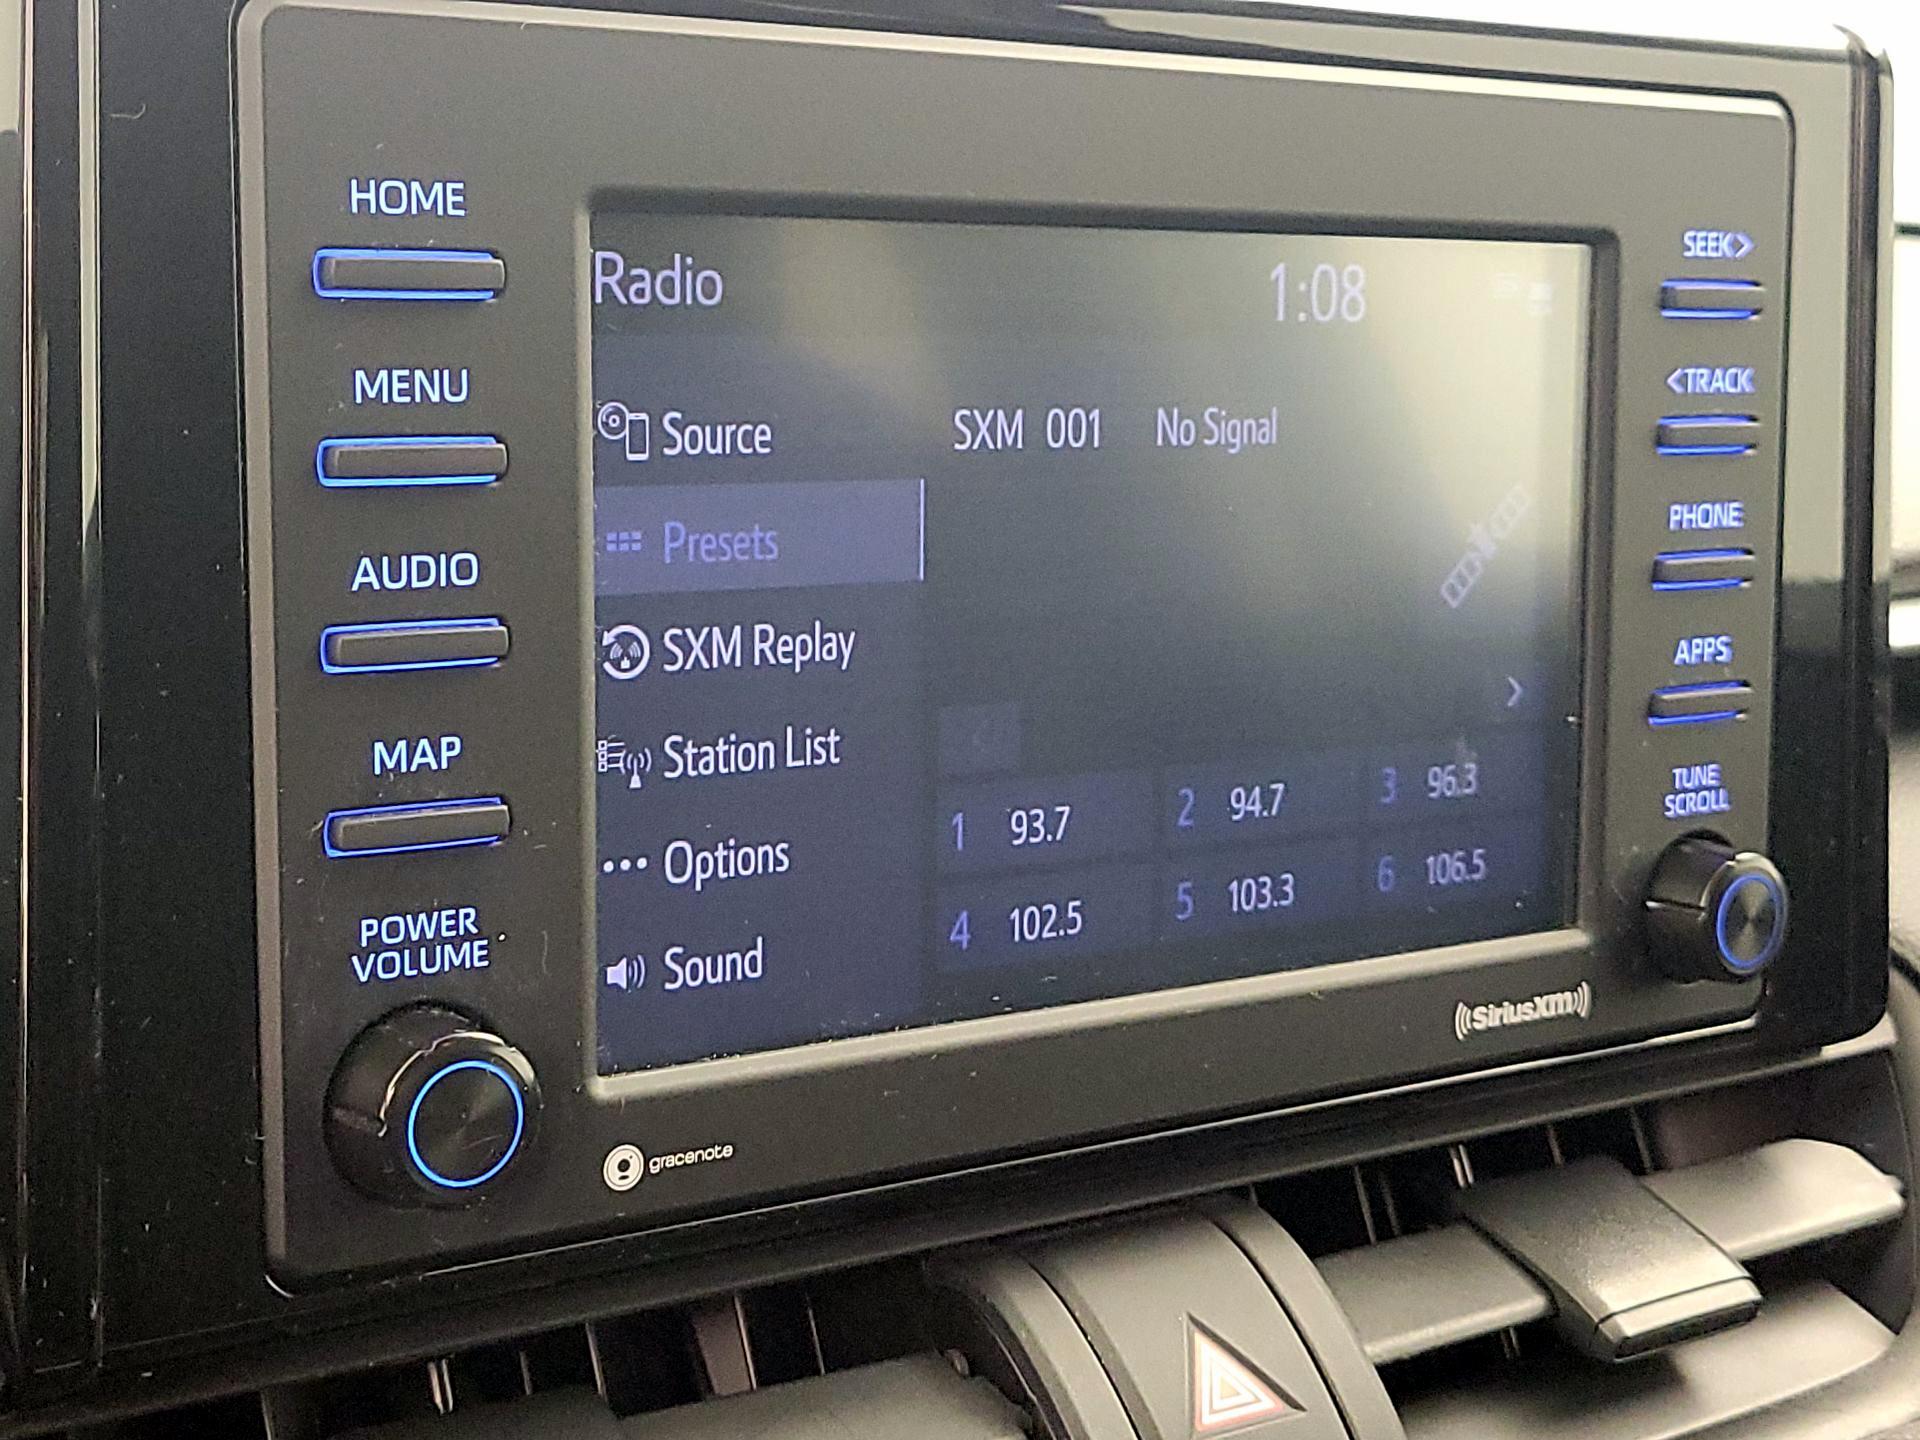 HOME
MENU
AUDIO
MAP
POWER
VOLUME
Radio 1:08
Source
Presets
SXM Replay
Station List
Options
Sound
SXM 001 No Signal
1 93.7 2 94.7 3 96.3
4 102.5 5 103.3 6 106.5
SEEK>
<TRACK
PHONE
APPS
TUNE
SCROLL
gracenote
((SiriusXM))